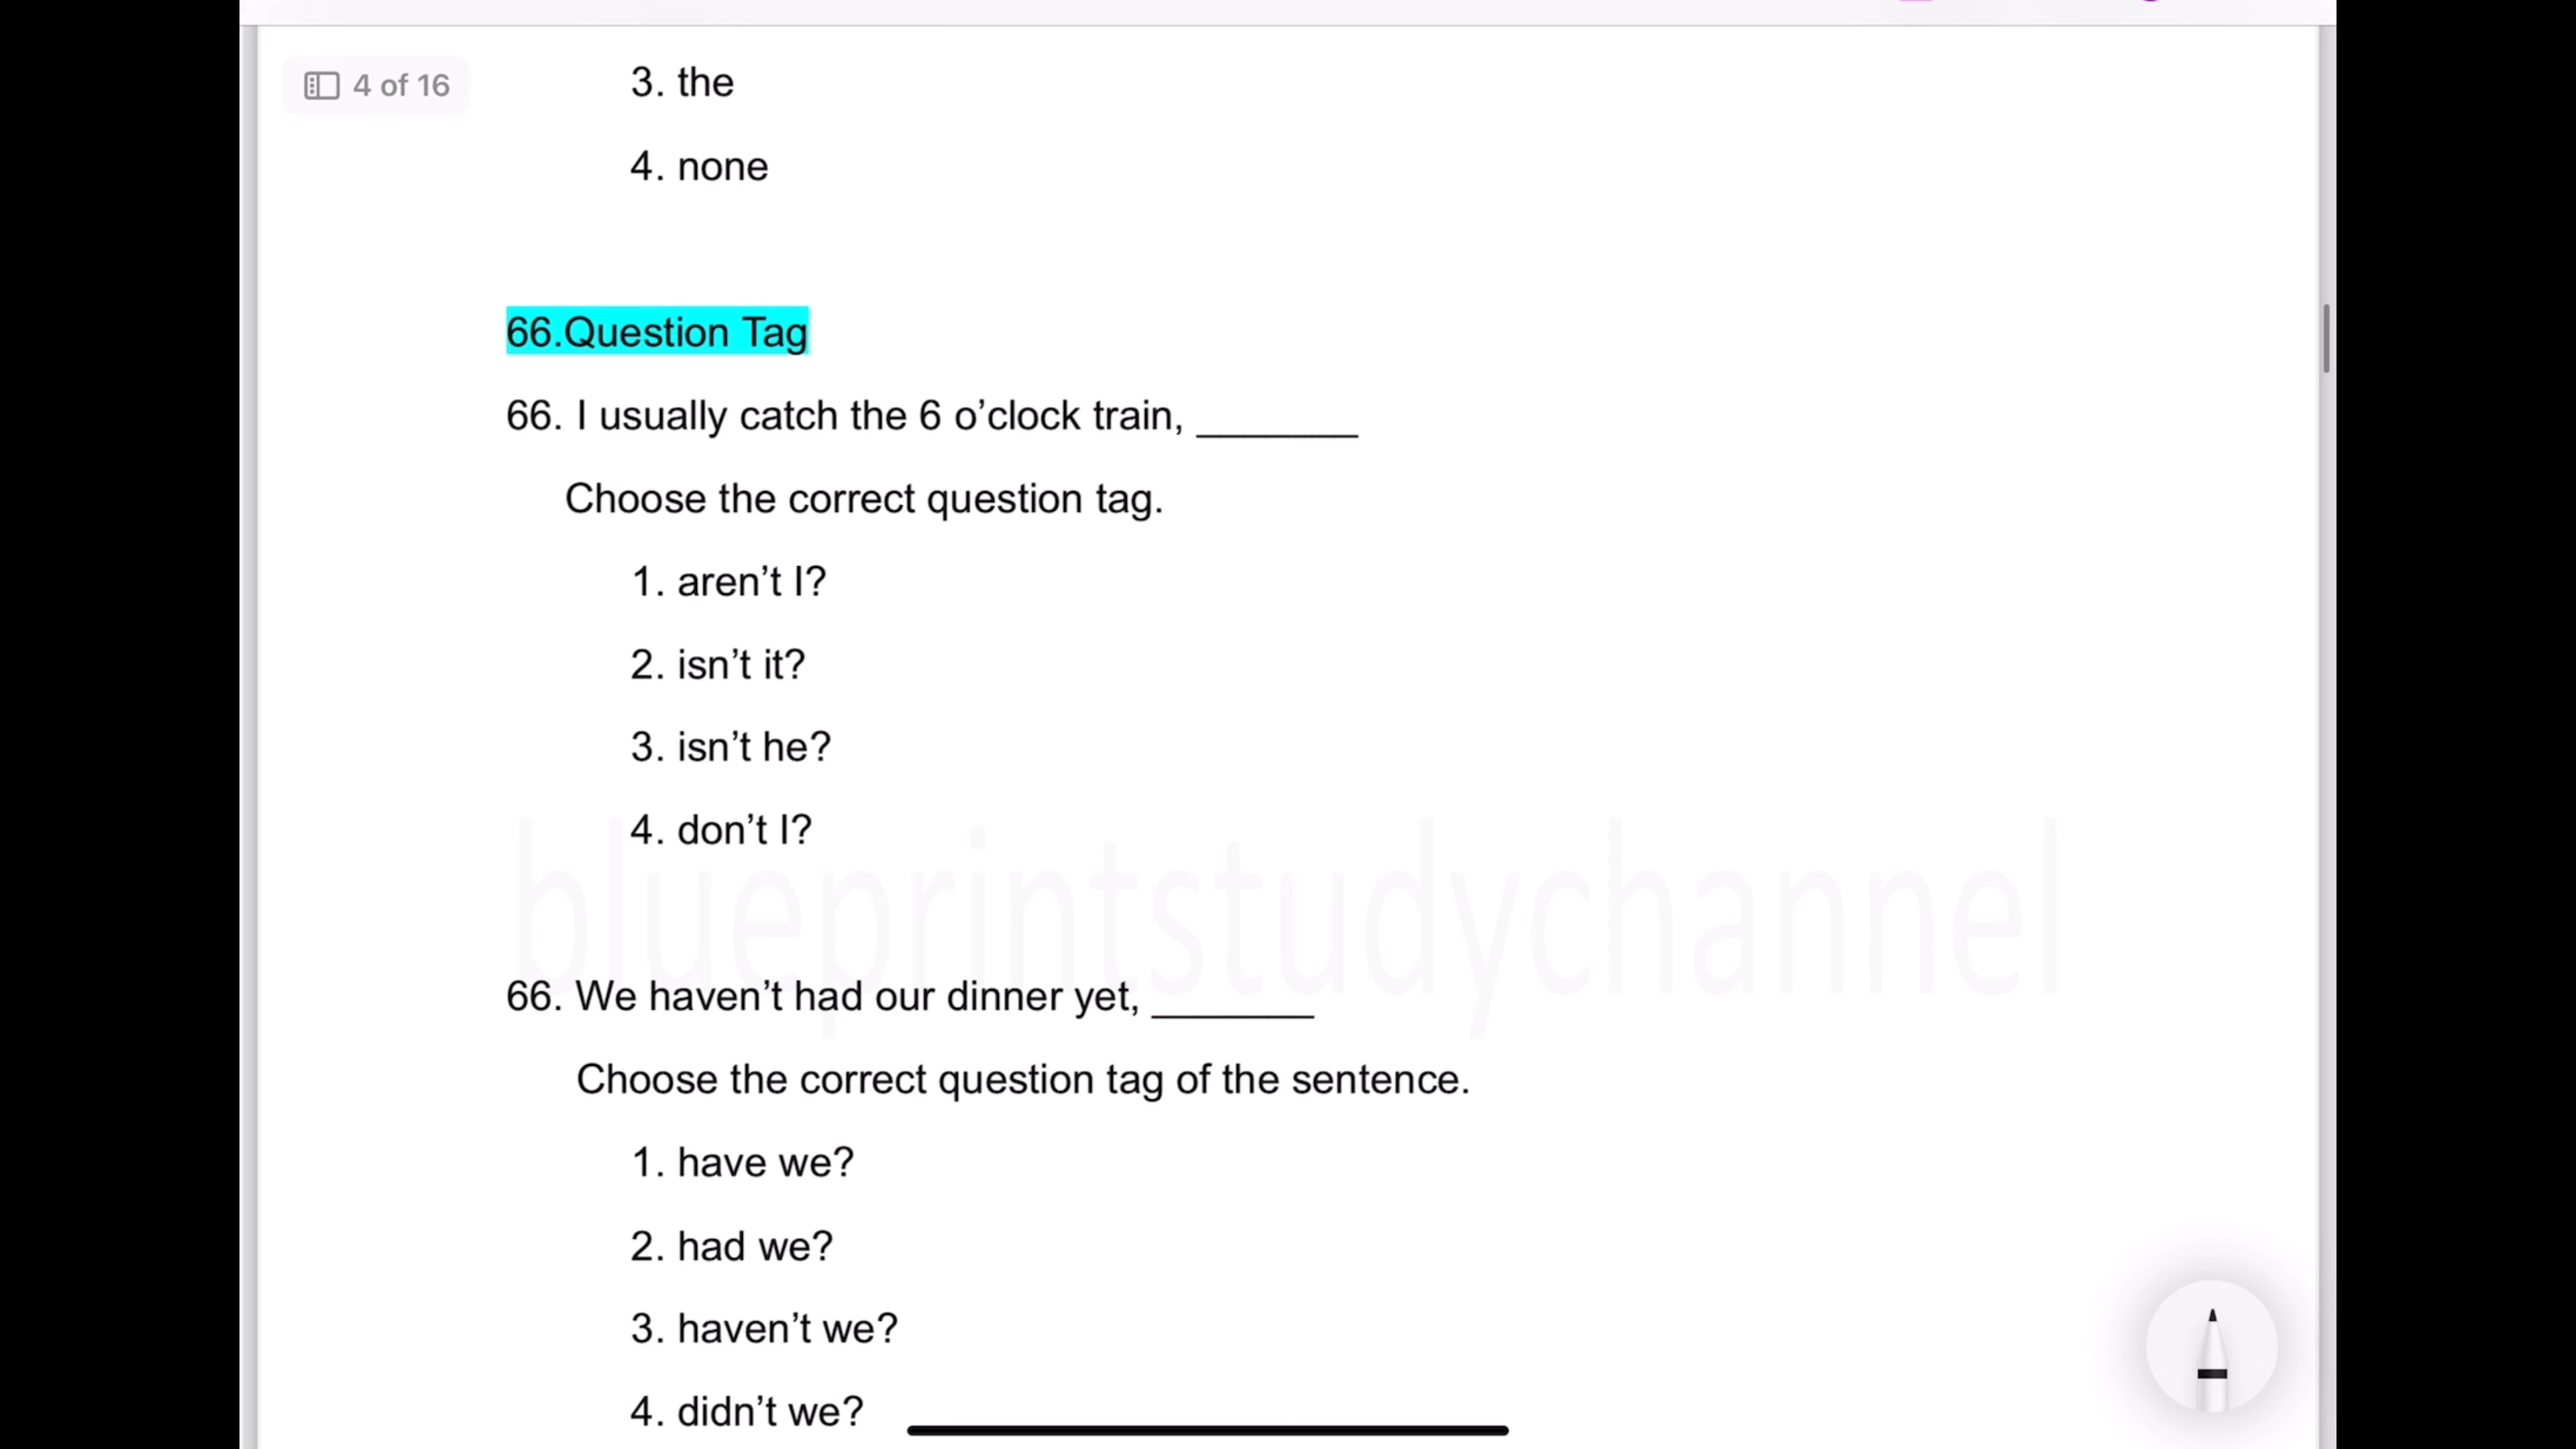 4 of 16
3. the
4. none
66.Question Tag
66. I usually catch the 6 o’clock train, _______
Choose the correct question tag.
1. aren’t I?
2. isn’t it?
3. isn’t he?
4. don’t I?
blueprintstudychannel
66. We haven’t had our dinner yet, _______
Choose the correct question tag of the sentence.
1. have we?
2. had we?
3. haven’t we?
4. didn’t we?